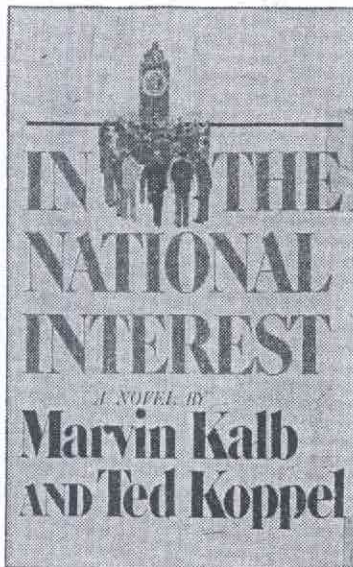 IN THE
NATIONAL
INTEREST
A NOVEL BY
Marvin Kalb
AND Ted Koppel